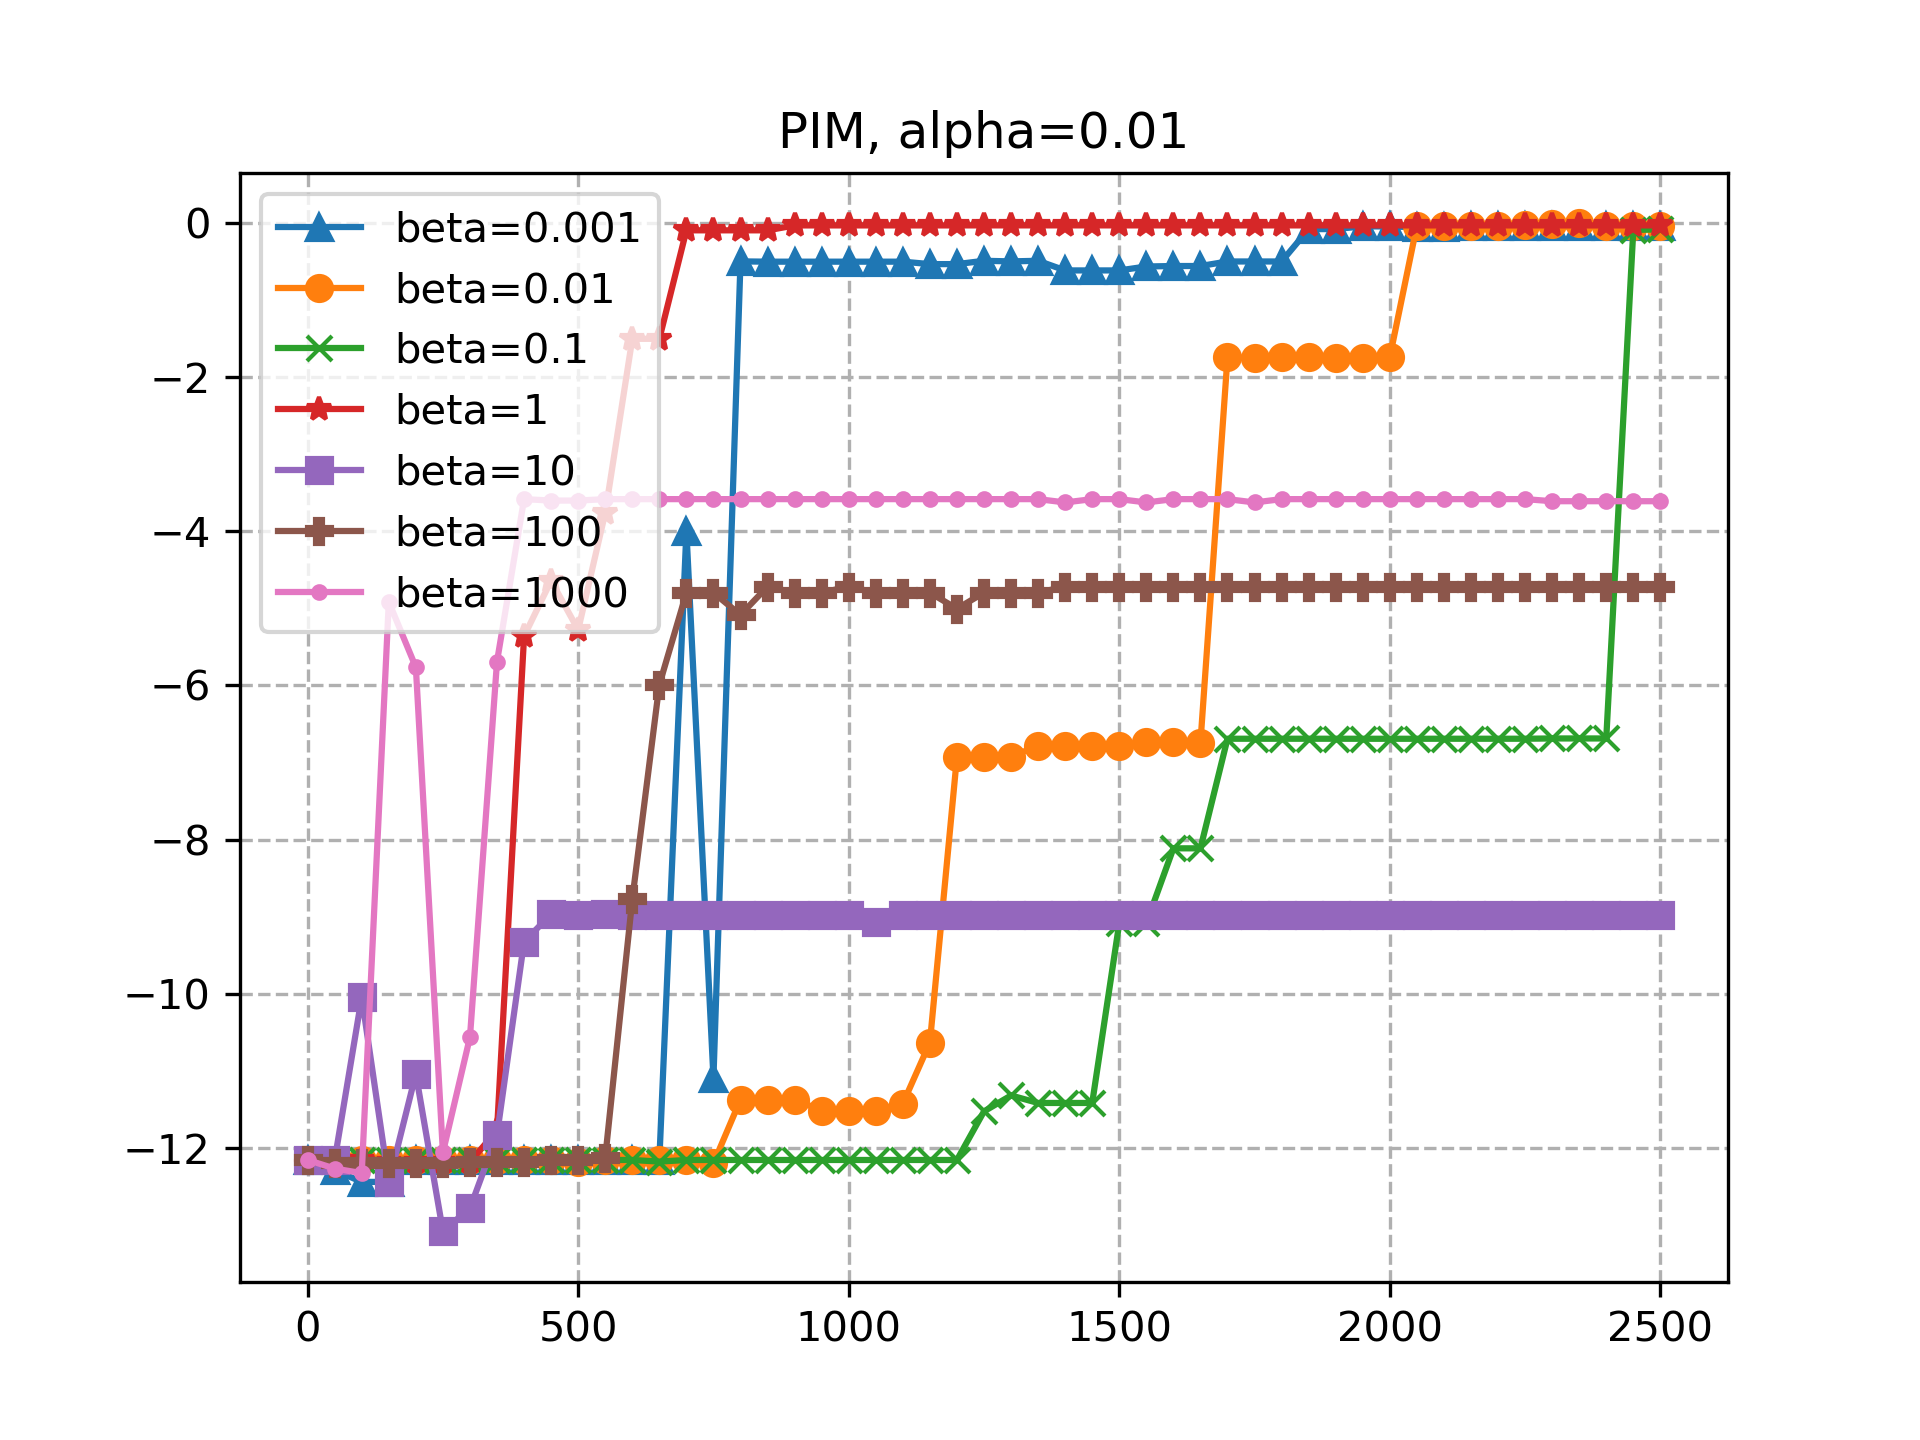 PIM, alpha=0.01
0
−2
−4
−6
−8
−10
−12
beta=0.001
beta=0.01
beta=0.1
beta=1
beta=10
beta=100
beta=1000
0 500 1000 1500 2000 2500